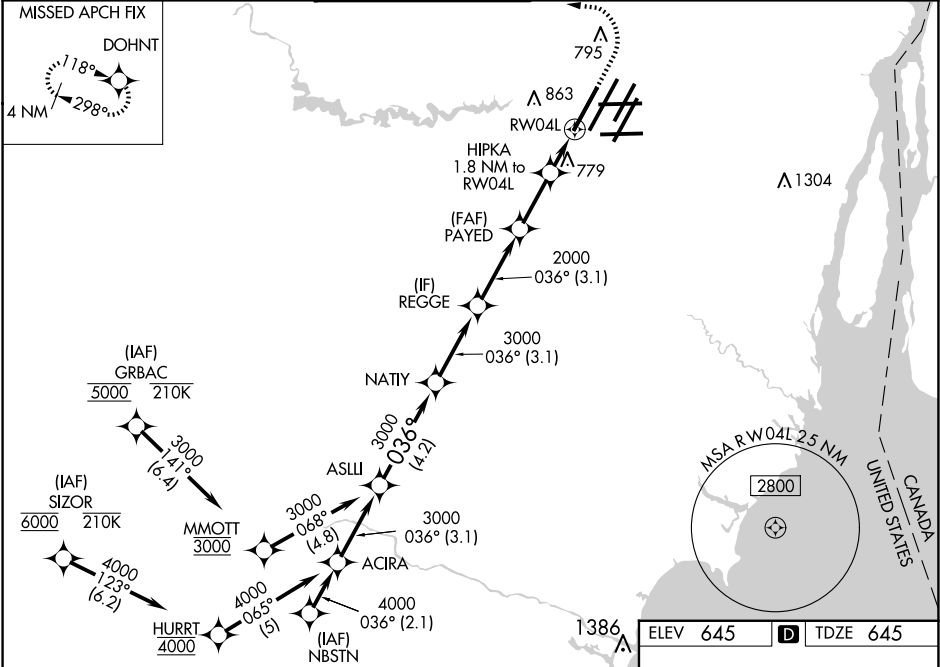 MISSED APCH FIX
DOHNT
118°
298°
4 NM
795
863
RW04L
HIPKA
1.8 NM to
RW04L
779
1304
(FAF)
PAYED
2000
036° (3.1)
(IF)
REGGE
3000
036° (3.1)
NATIY
(IAF)
GRBAC
5000 210K
3000
141°
(6.4)
3000
036°
(4.2)
ASLLI
(IAF)
SIZOR
6000 210K
MMOTT
3000
3000
068°
(4.8)
3000
036° (3.1)
ACIRA
4000
123°
(6.2)
HURRT
4000
4000
065°
(5)
4000
036° (2.1)
(IAF)
NBSTN
MSA RW04L 25 NM
2800
CANADA
UNITED STATES
1386
ELEV 645 D TDZE 645